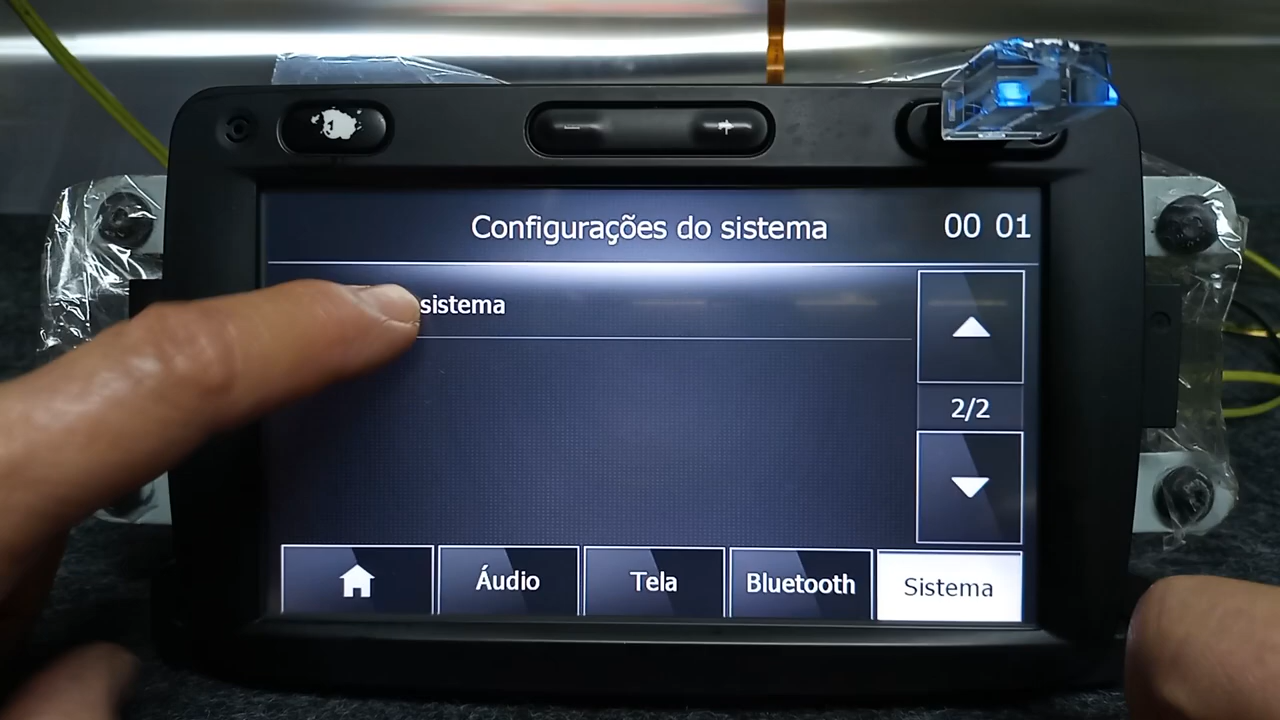 Configurações do sistema
00 01
sistema
2/2
Áudio
Tela
Bluetooth
Sistema